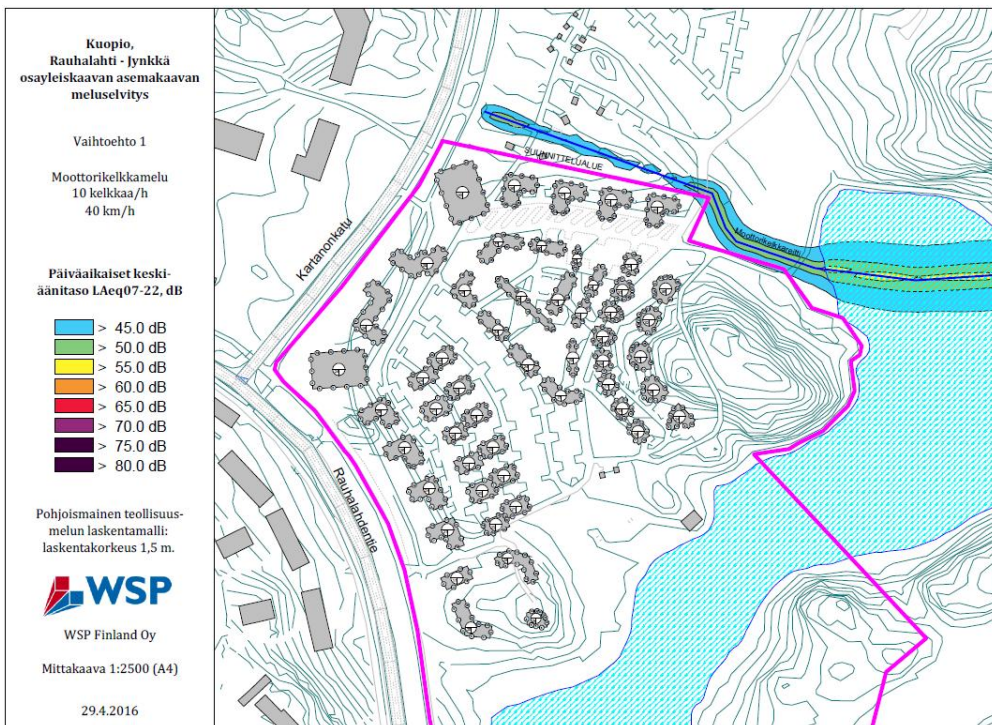 Kuopio,
Rauhalahti - Jynkkä
osayleiskaavan asemakaavan
meluselvitys
Vaihtoehto 1
Moottorikelkkamelu
10 kelkkaa/h
40 km/h
Päiväaikaiset keski-
äänitaso LAeq07-22, dB
> 45.0 dB
> 50.0 dB
> 55.0 dB
> 60.0 dB
> 65.0 dB
> 70.0 dB
> 75.0 dB
> 80.0 dB
Pohjoismainen teollisuus-
melun laskentamalli:
laskentakorkeus 1,5 m.
WSP
WSP Finland Oy
Mittakaava 1:2500 (A4)
29.4.2016
SUUNNITTELUALUE
Moottorikelkkareitti
Kartanonkatu
Rauhalahdentie